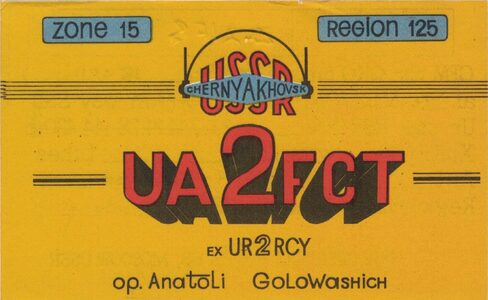 Zone 15
Region 125
USSR
CHERNYAKHOVSK
UA2FCT
EX UR2RCY
op. Anatoli Golowashich